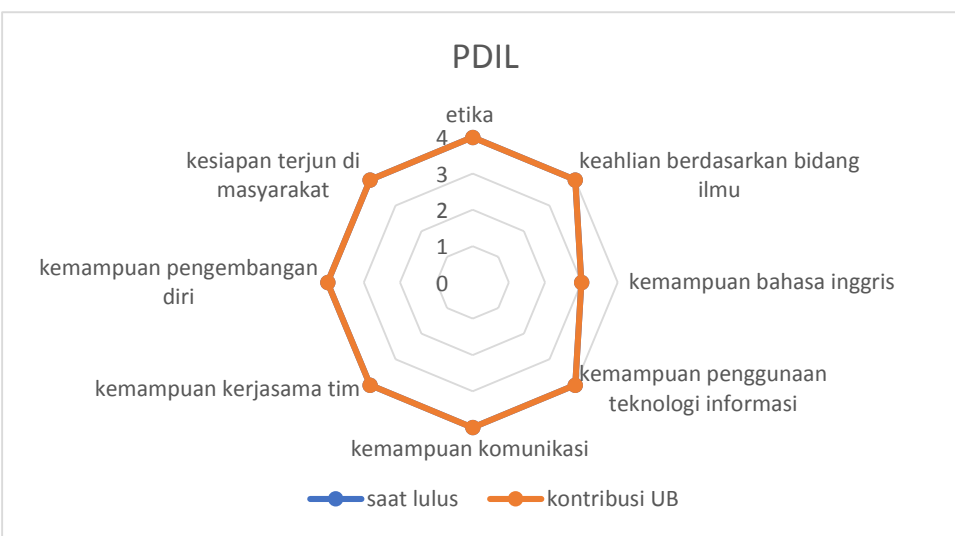 PDIL
etika
4
3
2
1
0
keahlian berdasarkan bidang
ilmu
kemampuan bahasa inggris
kemampuan penggunaan
teknologi informasi
kemampuan komunikasi
kemampuan kerjasama tim
kemampuan pengembangan
diri
kesiapan terjun di
masyarakat
saat lulus
kontribusi UB